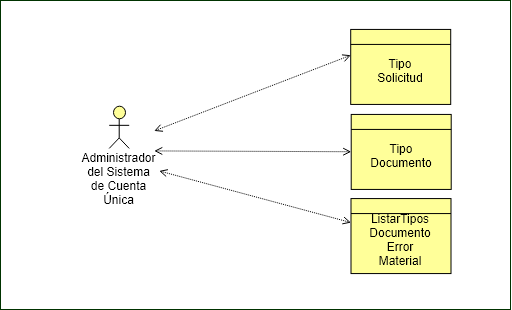 Administrador
del Sistema
de Cuenta
Única
Tipo
Solicitud
Tipo
Documento
ListarTipos
Documento
Error
Material